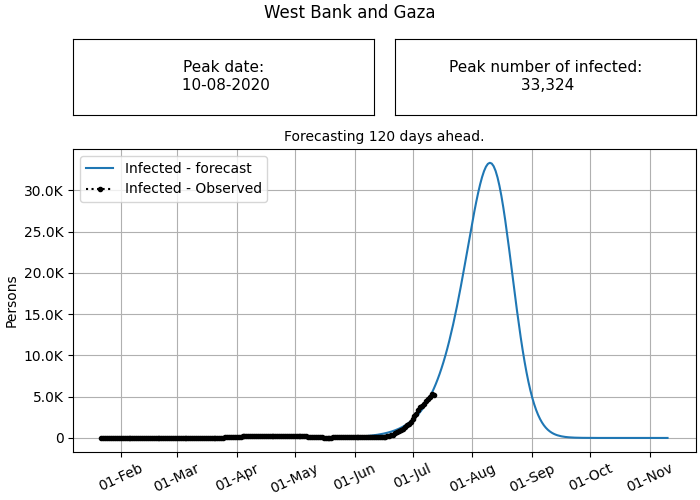 West Bank and Gaza
Peak date:
10-08-2020
Peak number of infected:
33,324
Forecasting 120 days ahead.
Infected - forecast
Infected - Observed
Persons
30.0K
25.0K
20.0K
15.0K
10.0K
5.0K
0
01-Feb
01-Mar
01-Apr
01-May
01-Jun
01-Jul
01-Aug
01-Sep
01-Oct
01-Nov